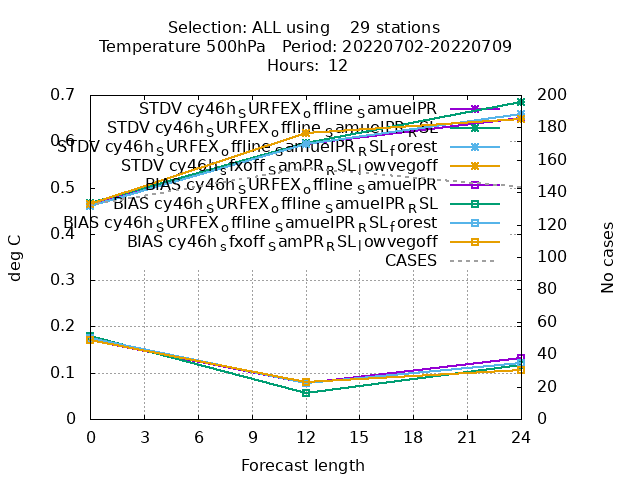 Selection: ALL using 29 stations
Temperature 500hPa Period: 20220702-20220709
Hours: 12
0.7
0.6
0.5
0.4
0.3
0.2
0.1
0
deg C
STDV cy46h_SURFEX_offline_samuelPR
STDV cy46h_SURFEX_offline_samuelPR_RSL
STDV cy46h_SURFEX_offline_samuelPR_RSL_forest
STDV cy46h_sfxoff_SamPR_RSL_lowvegoff
BIAS cy46h_SURFEX_offline_samuelPR
BIAS cy46h_SURFEX_offline_SamuelPR_RSL
BIAS cy46h_SURFEX_offline_SamuelPR_RSL_forest
BIAS cy46h_sfxoff_SamPR_RSL_lowvegoff
CASES
200
180
160
140
120
100
80
60
40
20
0
No cases
0 3 6 9 12 15 18 21 24
Forecast length